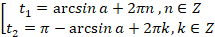 t₁ = arcsin a + 2πn , n ∈ Z
t₂ = π − arcsin a + 2πk, k ∈ Z